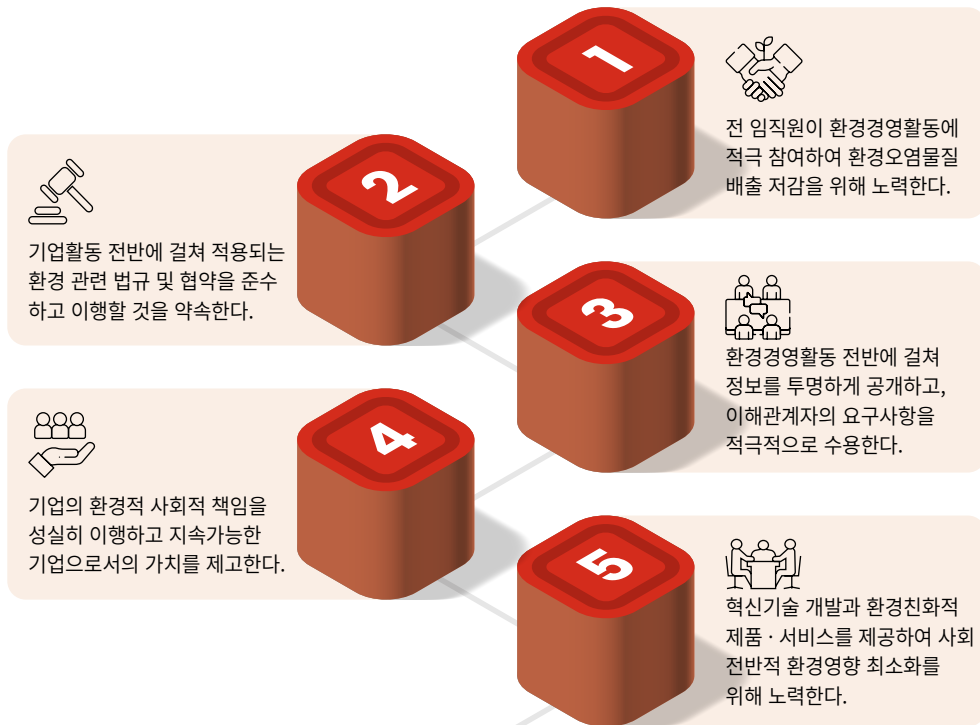 1
전 임직원이 환경경영활동에
적극 참여하여 환경오염물질
배출 저감을 위해 노력한다.
2
기업활동 전반에 걸쳐 적용되는
환경 관련 법규 및 협약을 준수
하고 이행할 것을 약속한다.
3
환경경영활동 전반에 걸쳐
정보를 투명하게 공개하고,
이해관계자의 요구사항을
적극적으로 수용한다.
4
기업의 환경적 사회적 책임을
성실히 이행하고 지속가능한
기업으로서의 가치를 제고한다.
5
혁신기술 개발과 환경친화적
제품 · 서비스를 제공하여 사회
전반적 환경영향 최소화를
위해 노력한다.